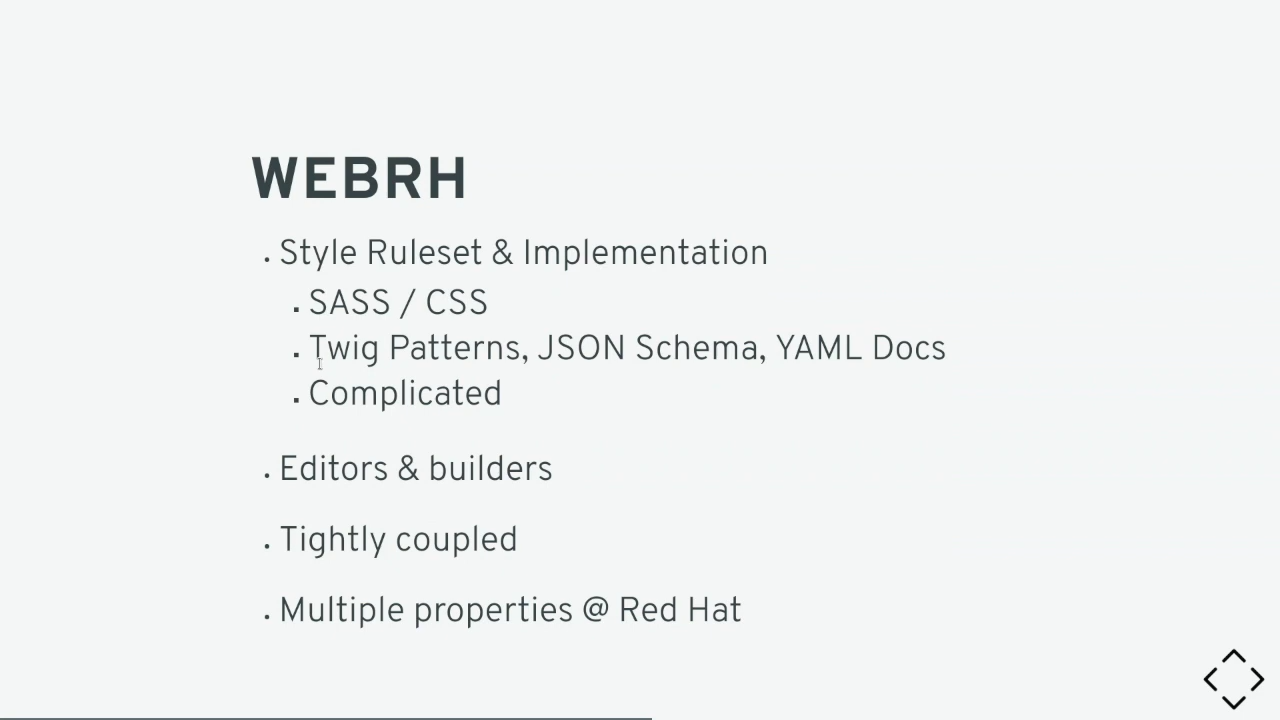 WEBRH
. Style Ruleset & Implementation
▪ SASS / CSS
▪ Twig Patterns, JSON Schema, YAML Docs
▪ Complicated
. Editors & builders
. Tightly coupled
. Multiple properties @ Red Hat